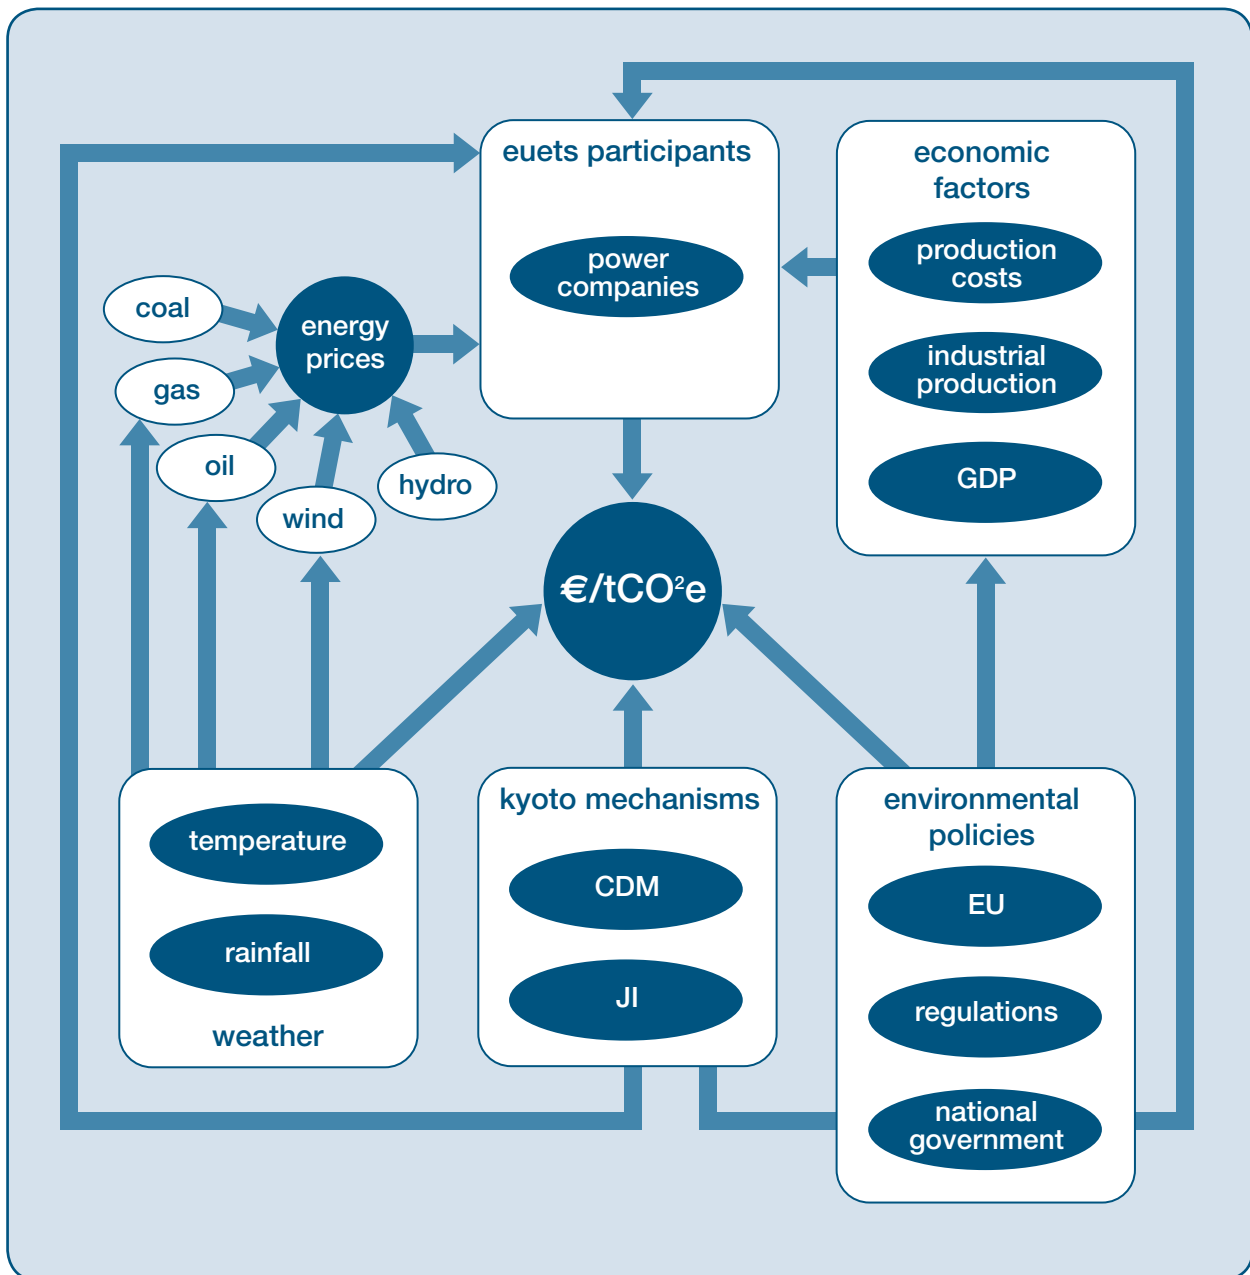 euets participants
power
companies
economic
factors
production
costs
industrial
production
GDP
coal
gas
oil
wind
hydro
energy
prices
€/tCO²e
temperature
rainfall
weather
kyoto mechanisms
CDM
JI
environmental
policies
EU
regulations
national
government